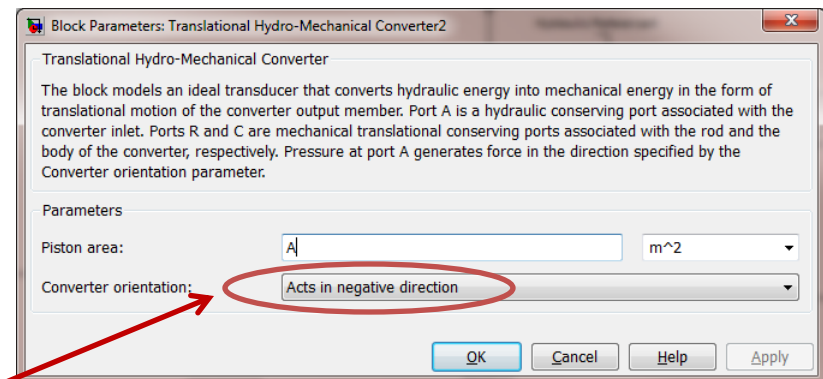 Block Parameters: Translational Hydro-Mechanical Converter2
Translational Hydro-Mechanical Converter
The block models an ideal transducer that converts hydraulic energy into mechanical energy in the form of
translational motion of the converter output member. Port A is a hydraulic conserving port associated with the
converter inlet. Ports R and C are mechanical translational conserving ports associated with the rod and the
body of the converter, respectively. Pressure at port A generates force in the direction specified by the
Converter orientation parameter.
Parameters
Piston area: A m^2
Converter orientation: Acts in negative direction
OK Cancel Help Apply